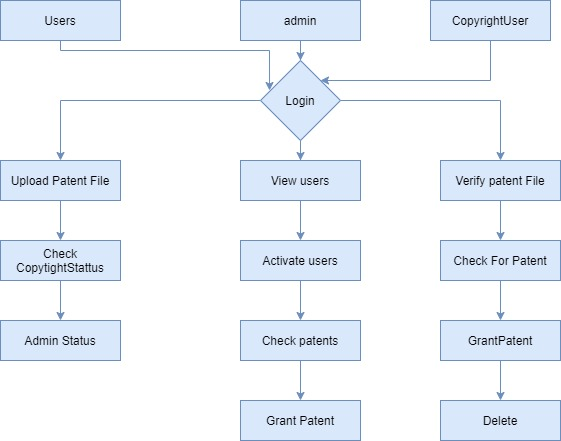 Users
admin
CopyrightUser
Login
Upload Patent File
View users
Verify patent File
Check
CopytightStattus
Activate users
Check For Patent
Admin Status
Check patents
GrantPatent
Grant Patent
Delete